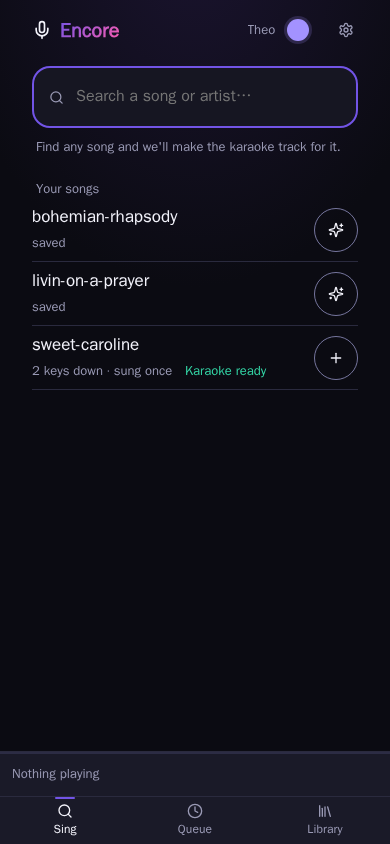 Encore
Theo
Search a song or artist…
Find any song and we'll make the karaoke track for it.
Your songs
bohemian-rhapsody
saved
livin-on-a-prayer
saved
sweet-caroline
2 keys down · sung once Karaoke ready
Nothing playing
Sing Queue Library